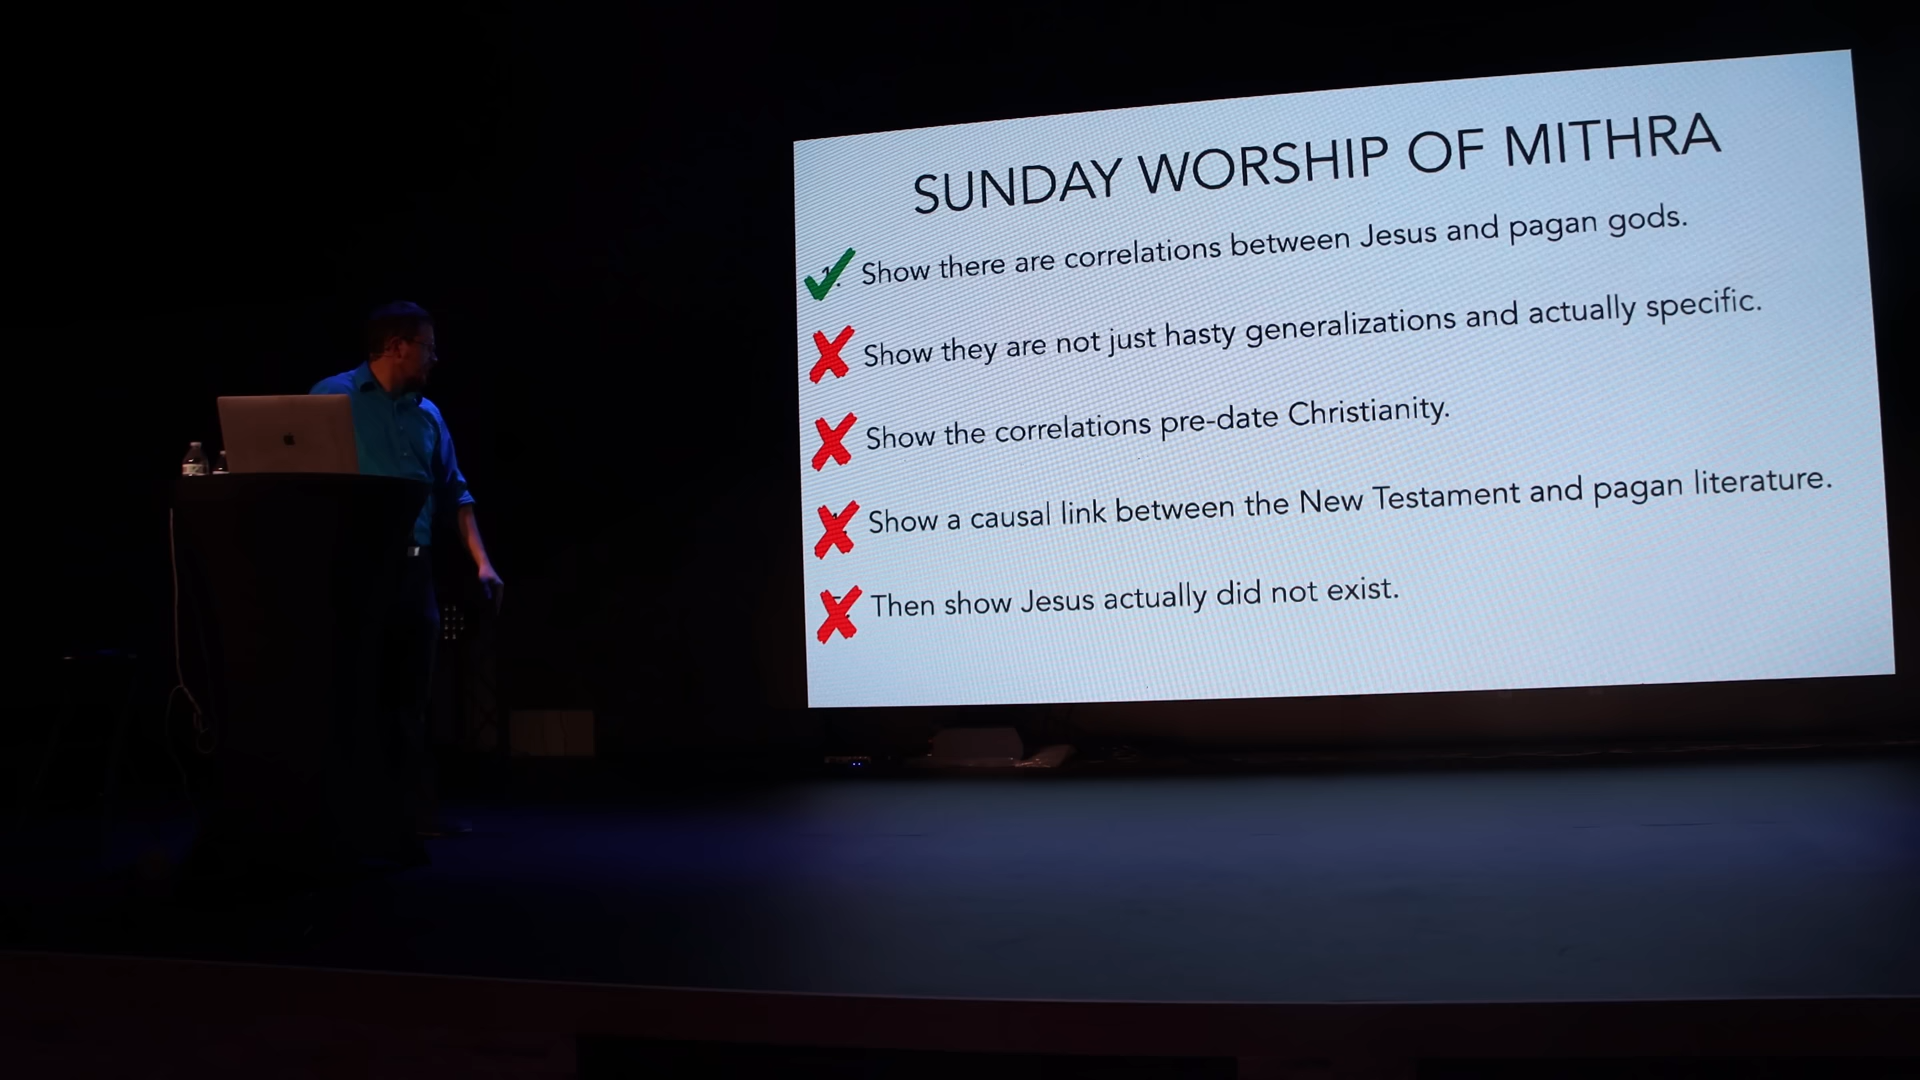 SUNDAY WORSHIP OF MITHRA
Show there are correlations between Jesus and pagan gods.
Show they are not just hasty generalizations and actually specific.
Show the correlations pre-date Christianity.
Show a causal link between the New Testament and pagan literature.
Then show Jesus actually did not exist.